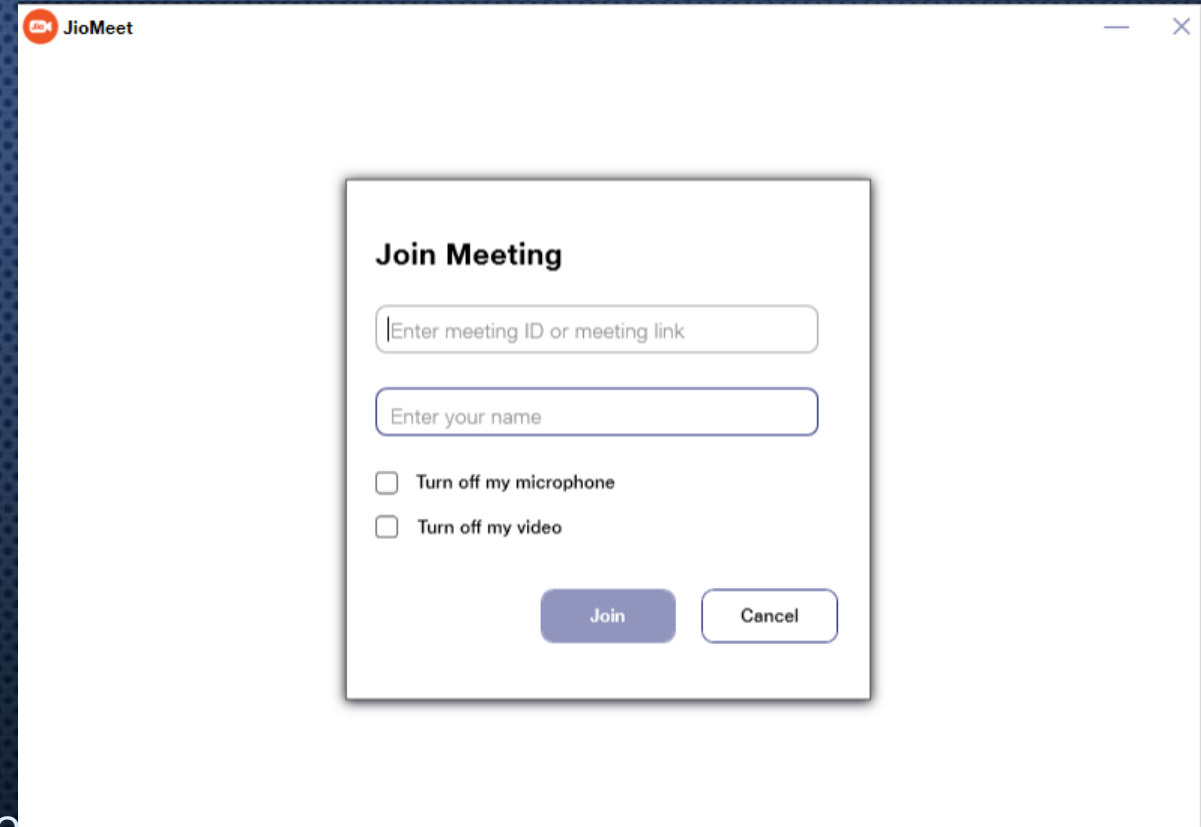 Jio JioMeet
Join Meeting
Enter meeting ID or meeting link
Enter your name
Turn off my microphone
Turn off my video
Join Cancel